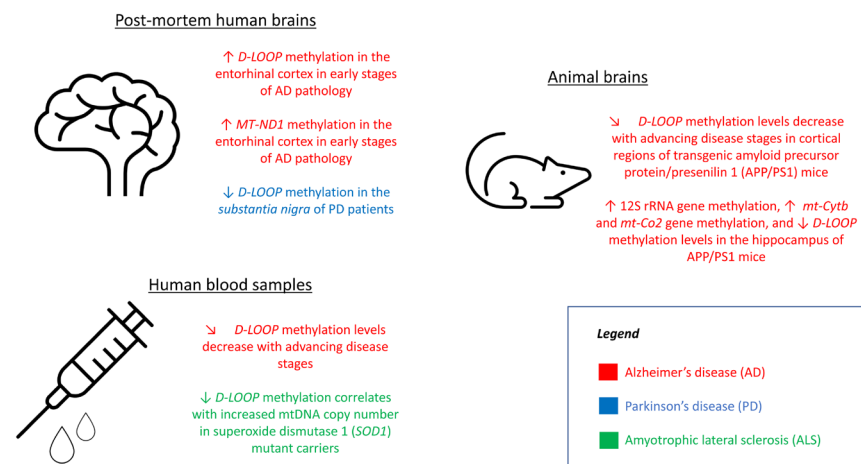 Post-mortem human brains
↑ D-LOOP methylation in the
entorhinal cortex in early stages
of AD pathology
↑ MT-ND1 methylation in the
entorhinal cortex in early stages
of AD pathology
↓ D-LOOP methylation in the
substantia nigra of PD patients
Animal brains
↘ D-LOOP methylation levels decrease
with advancing disease stages in cortical
regions of transgenic amyloid precursor
protein/presenilin 1 (APP/PS1) mice
↑ 12S rRNA gene methylation, ↑ mt-Cytb
and mt-Co2 gene methylation, and ↓ D-LOOP
methylation levels in the hippocampus of
APP/PS1 mice
Human blood samples
↘ D-LOOP methylation levels
decrease with advancing disease
stages
↓ D-LOOP methylation correlates
with increased mtDNA copy number
in superoxide dismutase 1 (SOD1)
mutant carriers
Legend
Alzheimer's disease (AD)
Parkinson's disease (PD)
Amyotrophic lateral sclerosis (ALS)